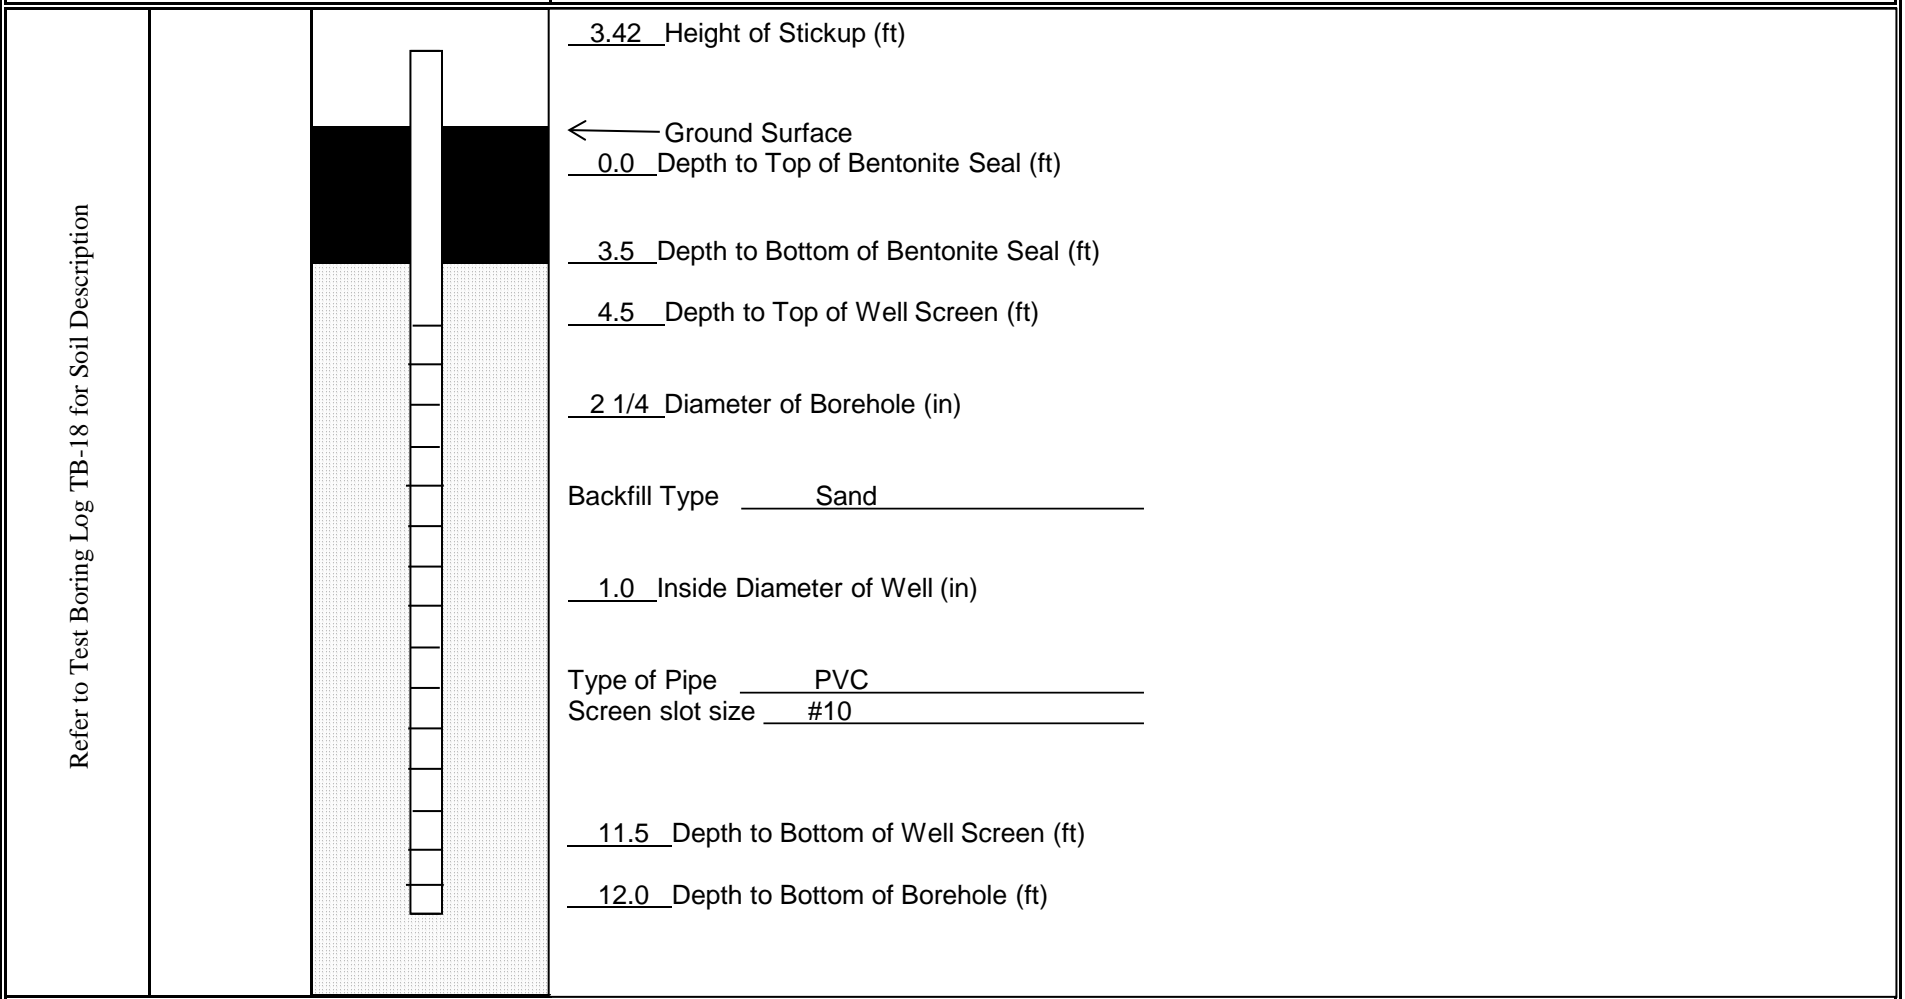 Refer to Test Boring Log TB-18 for Soil Description
3.42 Height of Stickup (ft)
Ground Surface
0.0 Depth to Top of Bentonite Seal (ft)
3.5 Depth to Bottom of Bentonite Seal (ft)
4.5 Depth to Top of Well Screen (ft)
2 1/4 Diameter of Borehole (in)
Backfill Type Sand
1.0 Inside Diameter of Well (in)
Type of Pipe PVC
Screen slot size #10
11.5 Depth to Bottom of Well Screen (ft)
12.0 Depth to Bottom of Borehole (ft)